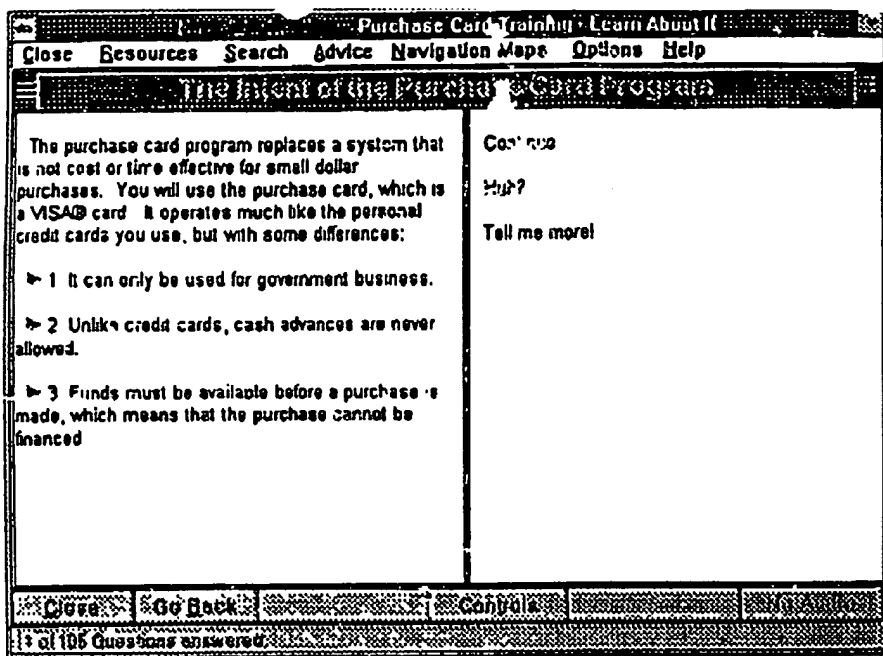 Purchase Card Training - Learn About It
Close Resources Search Advice Navigation Maps Options Help
The Intent of the Purchase Card Program
The purchase card program replaces a system that
is not cost or time effective for small dollar
purchases. You will use the purchase card, which is
a VISA® card It operates much like the personal
credit cards you use, but with some differences:
1 It can only be used for government business.
2 Unlike credit cards, cash advances are never
allowed.
3 Funds must be available before a purchase is
made, which means that the purchase cannot be
financed
Continue
Huh?
Tell me more!
Close Go Back Controls
1 of 105 Questions answered.